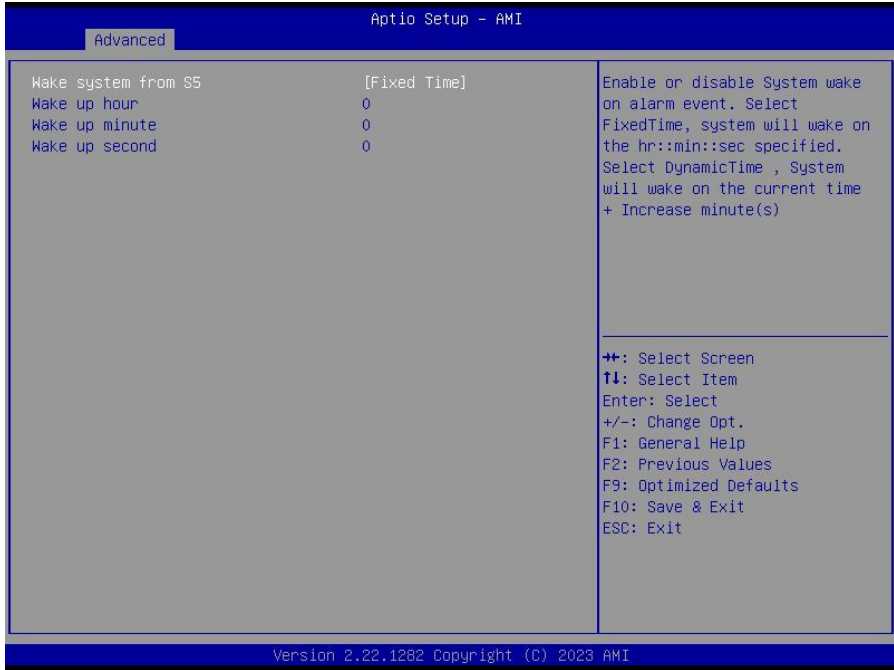 Aptio Setup – AMI
Advanced
Wake system from S5 [Fixed Time]
Wake up hour 0
Wake up minute 0
Wake up second 0
Enable or disable System wake
on alarm event. Select
FixedTime, system will wake on
the hr::min::sec specified.
Select DynamicTime , System
will wake on the current time
+ Increase minute(s)
→←: Select Screen
↑↓: Select Item
Enter: Select
+/-: Change Opt.
F1: General Help
F2: Previous Values
F9: Optimized Defaults
F10: Save & Exit
ESC: Exit
Version 2.22.1282 Copyright (C) 2023 AMI